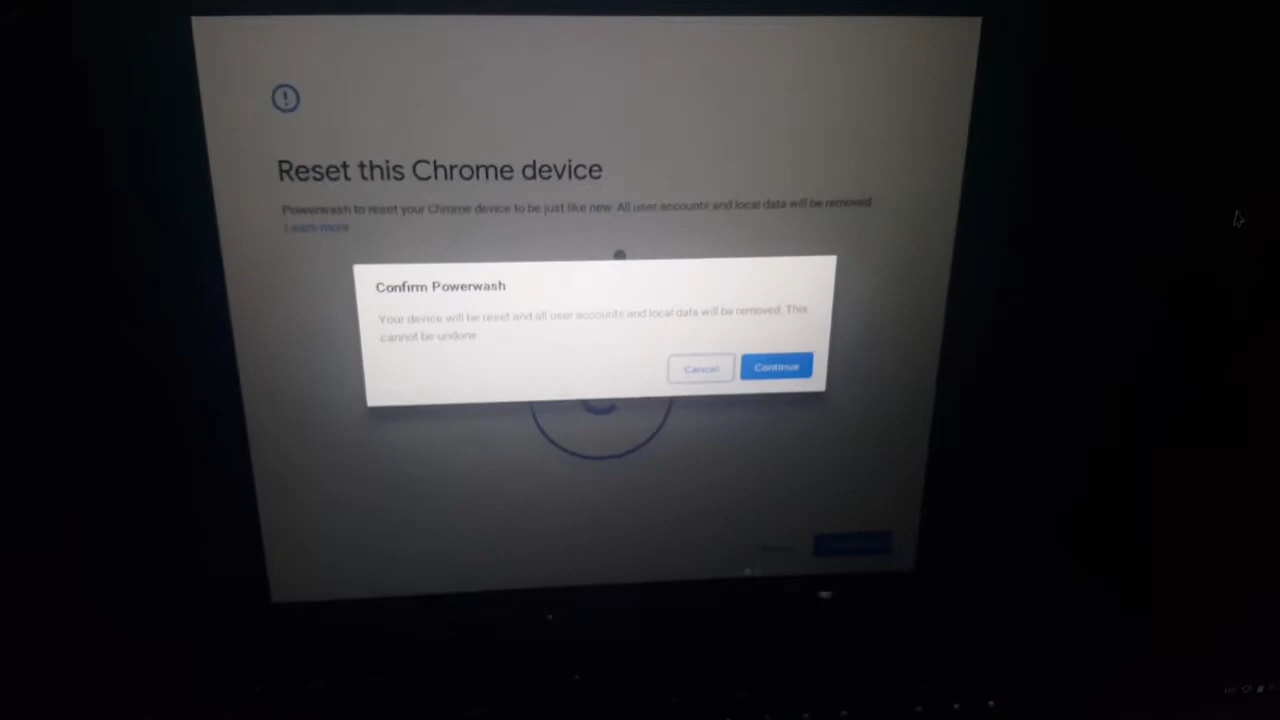 Reset this Chrome device
Powerwash to reset your Chrome device to be just like new. All user accounts and local data will be removed.
Learn more
Confirm Powerwash
Your device will be reset and all user accounts and local data will be removed. This
cannot be undone.
Cancel
Continue